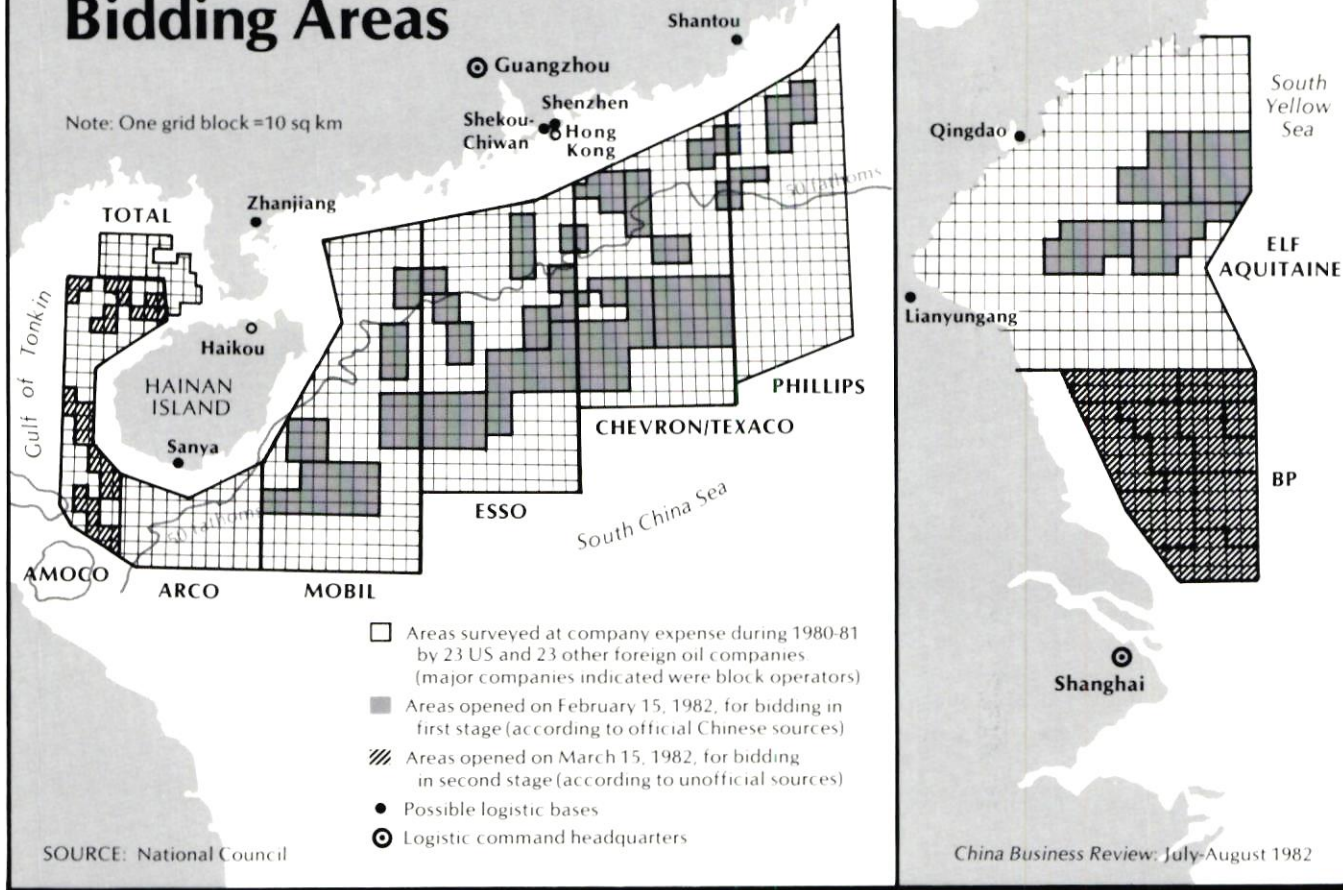 Bidding Areas
Note: One grid block = 10 sq km
Shantou
Guangzhou
Shenzhen
Shekou-
Chiwan
Hong
Kong
Zhanjiang
TOTAL
50 fathoms
Gulf of Tonkin
Haikou
HAINAN
ISLAND
Sanya
PHILLIPS
CHEVRON/TEXACO
ESSO
South China Sea
50 fathoms
AMOCO
ARCO
MOBIL
Areas surveyed at company expense during 1980-81
by 23 US and 23 other foreign oil companies
(major companies indicated were block operators)
Areas opened on February 15, 1982, for bidding in
first stage (according to official Chinese sources)
Areas opened on March 15, 1982, for bidding
in second stage (according to unofficial sources)
Possible logistic bases
Logistic command headquarters
SOURCE: National Council
South
Yellow
Sea
Qingdao
ELF
AQUITAINE
Lianyungang
BP
Shanghai
China Business Review: July-August 1982